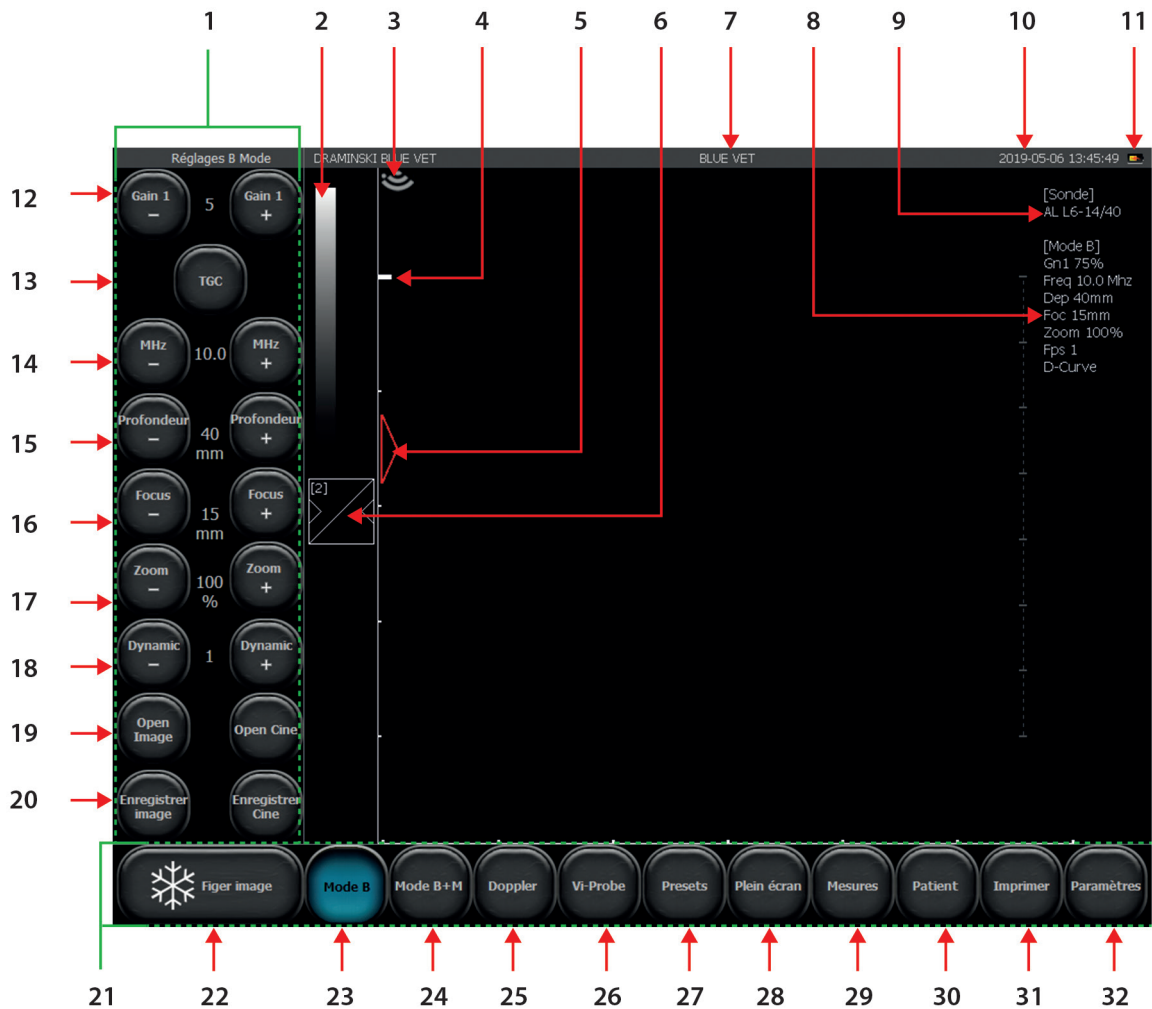 1 2 3 4 5 6 7 8 9 10 11
Réglages B Mode DRAMINSKI BLUE VET BLUE VET 2019-05-06 13:45:49
12 Gain 1 – 5 Gain 1 +
13 TGC
14 MHz – 10.0 MHz +
15 Profondeur – 40 mm Profondeur +
16 Focus – 15 mm Focus +
17 Zoom – 100 % Zoom +
18 Dynamic – 1 Dynamic +
19 Open Image Open Cine
20 Enregistrer image Enregistrer Cine
[2]
[Sonde]
AL L6-14/40
[Mode B]
Gn1 75%
Freq 10.0 Mhz
Dep 40mm
Foc 15mm
Zoom 100%
Fps 1
D-Curve
Figer image Mode B Mode B+M Doppler Vi-Probe Presets Plein écran Mesures Patient Imprimer Paramètres
21 22 23 24 25 26 27 28 29 30 31 32